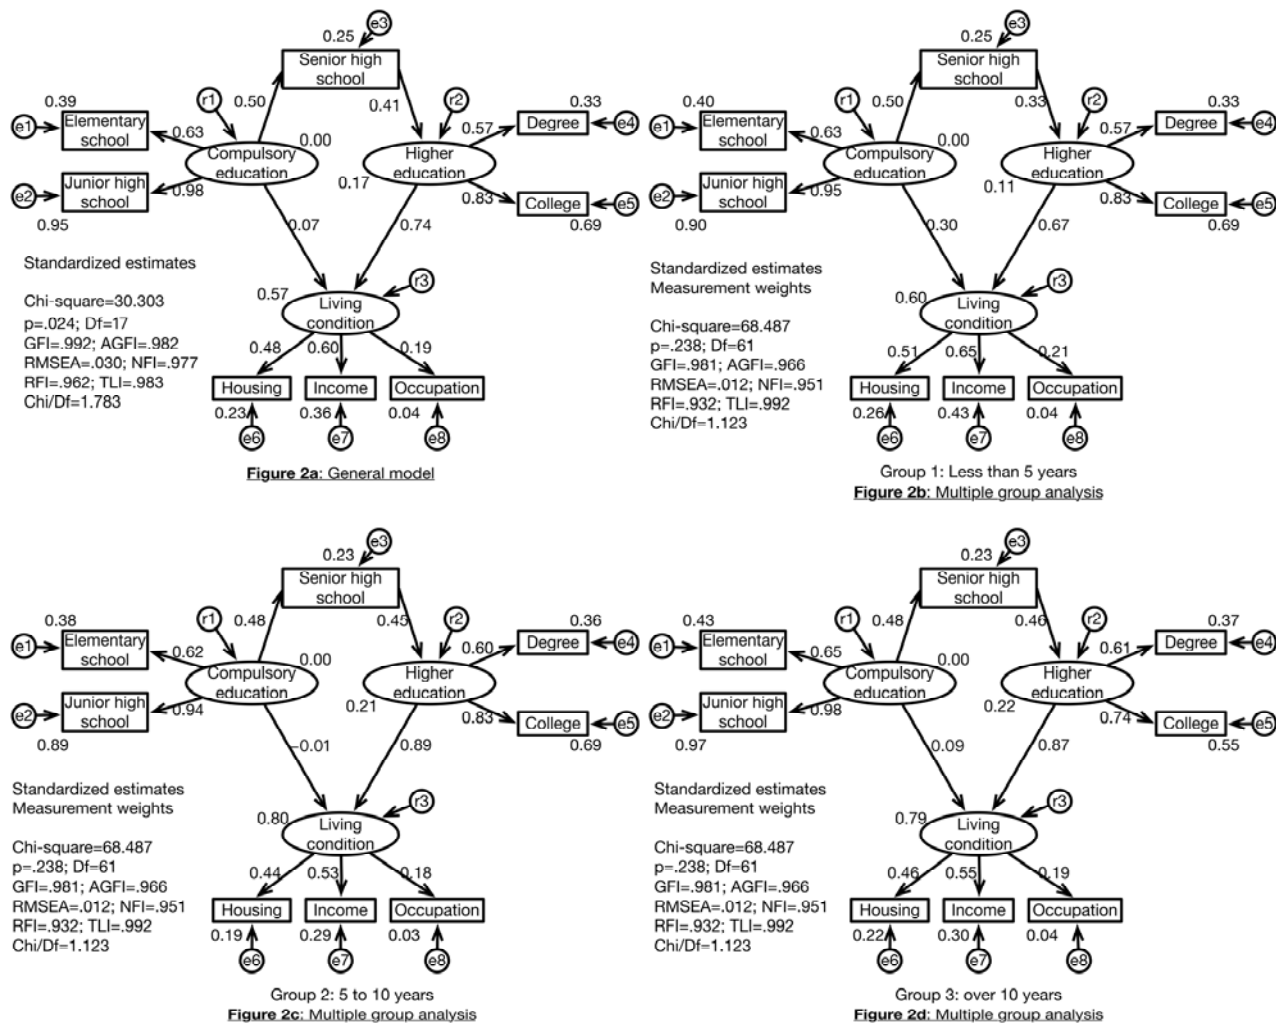 e3
0.25
Senior high
school
0.39
r1
0.50
0.41
r2
0.33
e1
Elementary
school
0.63
0.00
0.57
Degree
e4
Compulsory
education
Higher
education
e2
Junior high
school
0.98
0.17
0.83
College
e5
0.95
0.07
0.74
0.69
Standardized estimates
Chi-square=30.303
p=.024; Df=17
GFI=.992; AGFI=.982
RMSEA=.030; NFI=.977
RFI=.962; TLI=.983
Chi/Df=1.783
0.57
Living
condition
r3
0.48
0.60
0.19
Housing
Income
Occupation
0.23
0.36
0.04
e6
e7
e8
Figure 2a: General model
e3
0.25
Senior high
school
0.40
r1
0.50
0.33
r2
0.33
e1
Elementary
school
0.63
0.00
0.57
Degree
e4
Compulsory
education
Higher
education
e2
Junior high
school
0.95
0.11
0.83
College
e5
0.90
0.30
0.67
0.69
Standardized estimates
Measurement weights
Chi-square=68.487
p=.238; Df=61
GFI=.981; AGFI=.966
RMSEA=.012; NFI=.951
RFI=.932; TLI=.992
Chi/Df=1.123
0.60
Living
condition
r3
0.51
0.65
0.21
Housing
Income
Occupation
0.26
0.43
0.04
e6
e7
e8
Group 1: Less than 5 years
Figure 2b: Multiple group analysis
e3
0.23
Senior high
school
0.38
r1
0.48
0.45
r2
0.36
e1
Elementary
school
0.62
0.00
0.60
Degree
e4
Compulsory
education
Higher
education
e2
Junior high
school
0.94
0.21
0.83
College
e5
0.89
−0.01
0.89
0.69
Standardized estimates
Measurement weights
Chi-square=68.487
p=.238; Df=61
GFI=.981; AGFI=.966
RMSEA=.012; NFI=.951
RFI=.932; TLI=.992
Chi/Df=1.123
0.80
Living
condition
r3
0.44
0.53
0.18
Housing
Income
Occupation
0.19
0.29
0.03
e6
e7
e8
Group 2: 5 to 10 years
Figure 2c: Multiple group analysis
e3
0.23
Senior high
school
0.43
r1
0.48
0.46
r2
0.37
e1
Elementary
school
0.65
0.00
0.61
Degree
e4
Compulsory
education
Higher
education
e2
Junior high
school
0.98
0.22
0.74
College
e5
0.97
0.09
0.87
0.55
Standardized estimates
Measurement weights
Chi-square=68.487
p=.238; Df=61
GFI=.981; AGFI=.966
RMSEA=.012; NFI=.951
RFI=.932; TLI=.992
Chi/Df=1.123
0.79
Living
condition
r3
0.46
0.55
0.19
Housing
Income
Occupation
0.22
0.30
0.04
e6
e7
e8
Group 3: over 10 years
Figure 2d: Multiple group analysis